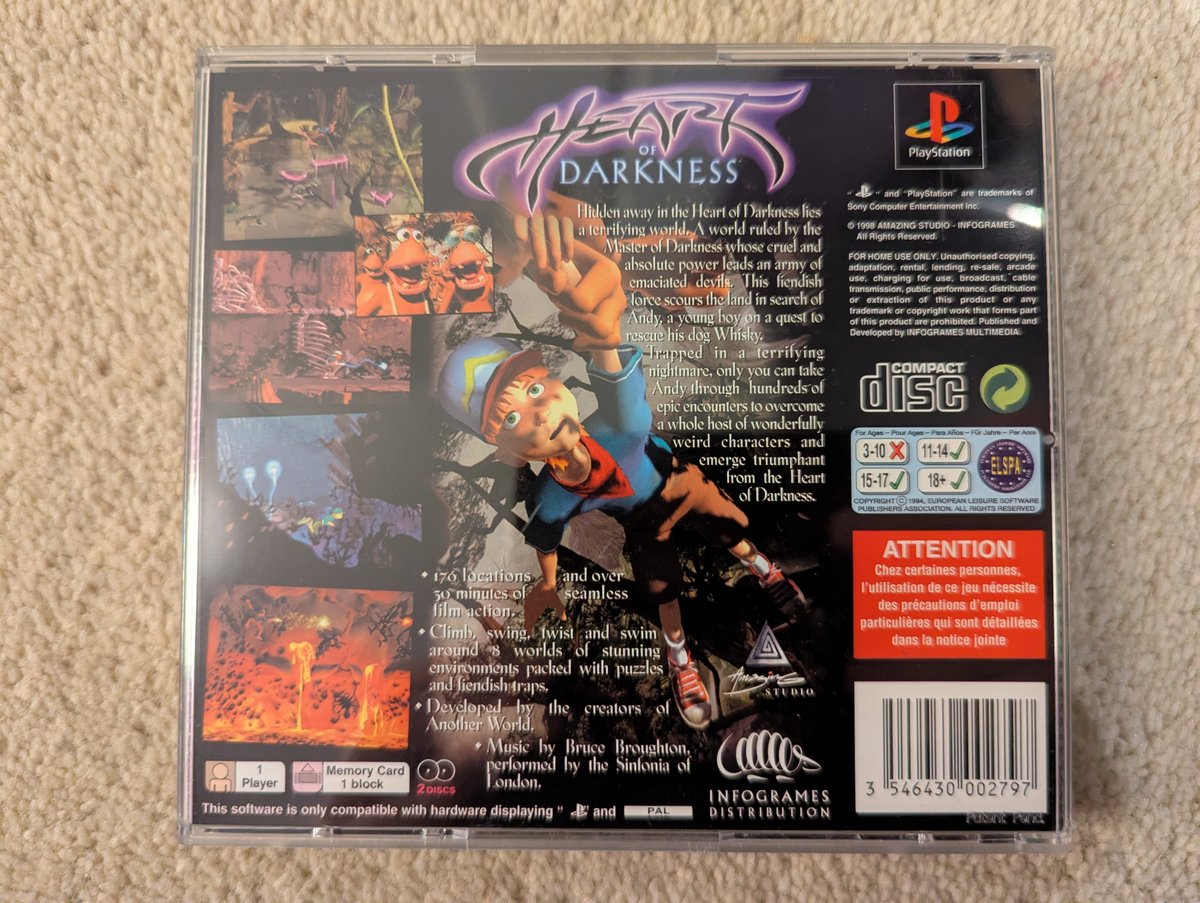 HEART
OF
DARKNESS
Hidden away in the Heart of Darkness lies
a terrifying world. A world ruled by the
Master of Darkness whose cruel and
absolute power leads an army of
emaciated devils. This fiendish
force scours the land in search of
Andy, a young boy on a quest to
rescue his dog Whisky.
Trapped in a terrifying
nightmare, only you can take
Andy through hundreds of
epic encounters to overcome
a whole host of wonderfully
weird characters and
emerge triumphant
from the Heart
of Darkness.
• 176 locations and over
30 minutes of seamless
film action.
• Climb, swing, twist and swim
around 8 worlds of stunning
environments packed with puzzles
and fiendish traps.
• Developed by the creators of
Another World.
• Music by Bruce Broughton,
performed by the Sinfonia of
London.
Amazing
STUDIO
INFOGRAMES
DISTRIBUTION
1
Player
Memory Card
1 block
2 DISCS
This software is only compatible with hardware displaying " " and PAL
PlayStation
" " and "PlayStation" are trademarks of
Sony Computer Entertainment Inc.
© 1998 AMAZING STUDIO - INFOGRAMES
All Rights Reserved.
FOR HOME USE ONLY. Unauthorised copying,
adaptation, rental, lending, re-sale, arcade
use, charging for use, broadcast, cable
transmission, public performance, distribution
or extraction of this product or any
trademark or copyright work that forms part
of this product are prohibited. Published and
Developed by INFOGRAMES MULTIMEDIA.
COMPACT
disc
For Ages – Pour Ages – Para Años – Für Jahre – Per Anni
3-10 11-14
15-17 18+
ELSPA
COPYRIGHT © 1994, EUROPEAN LEISURE SOFTWARE
PUBLISHERS ASSOCIATION. ALL RIGHTS RESERVED
ATTENTION
Chez certaines personnes,
l'utilisation de ce jeu nécessite
des précautions d'emploi
particulières qui sont détaillées
dans la notice jointe
3 546430 002797
Patent Pend